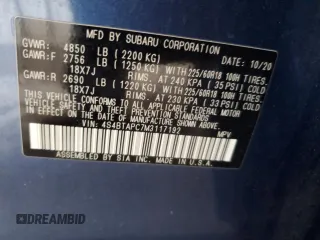 MFD. BY SUBARU CORPORATION DATE: 10/20
GVWR: 4850 LB (2200 KG)
GAWR:F 2756 LB (1250 KG) WITH 225/60R18 100H TIRES,
18X7J RIMS, AT 240 KPA ( 35 PSI/ COLD)
GAWR:R 2690 LB (1220 KG) WITH 225/60R18 100H TIRES,
18X7J RIMS, AT 230 KPA ( 33 PSI/ COLD)
THIS VEHICLE CONFORMS TO ALL APPLICABLE FEDERAL MOTOR
VEHICLE SAFETY, BUMPER, AND THEFT PREVENTION STANDARDS
IN EFFECT ON THE DATE OF MANUFACTURE SHOWN ABOVE.
VIN: 4S4BTAPC7M3117192 MPV
ASSEMBLED BY SIA INC. MADE IN U.S.A.
DREAMBID